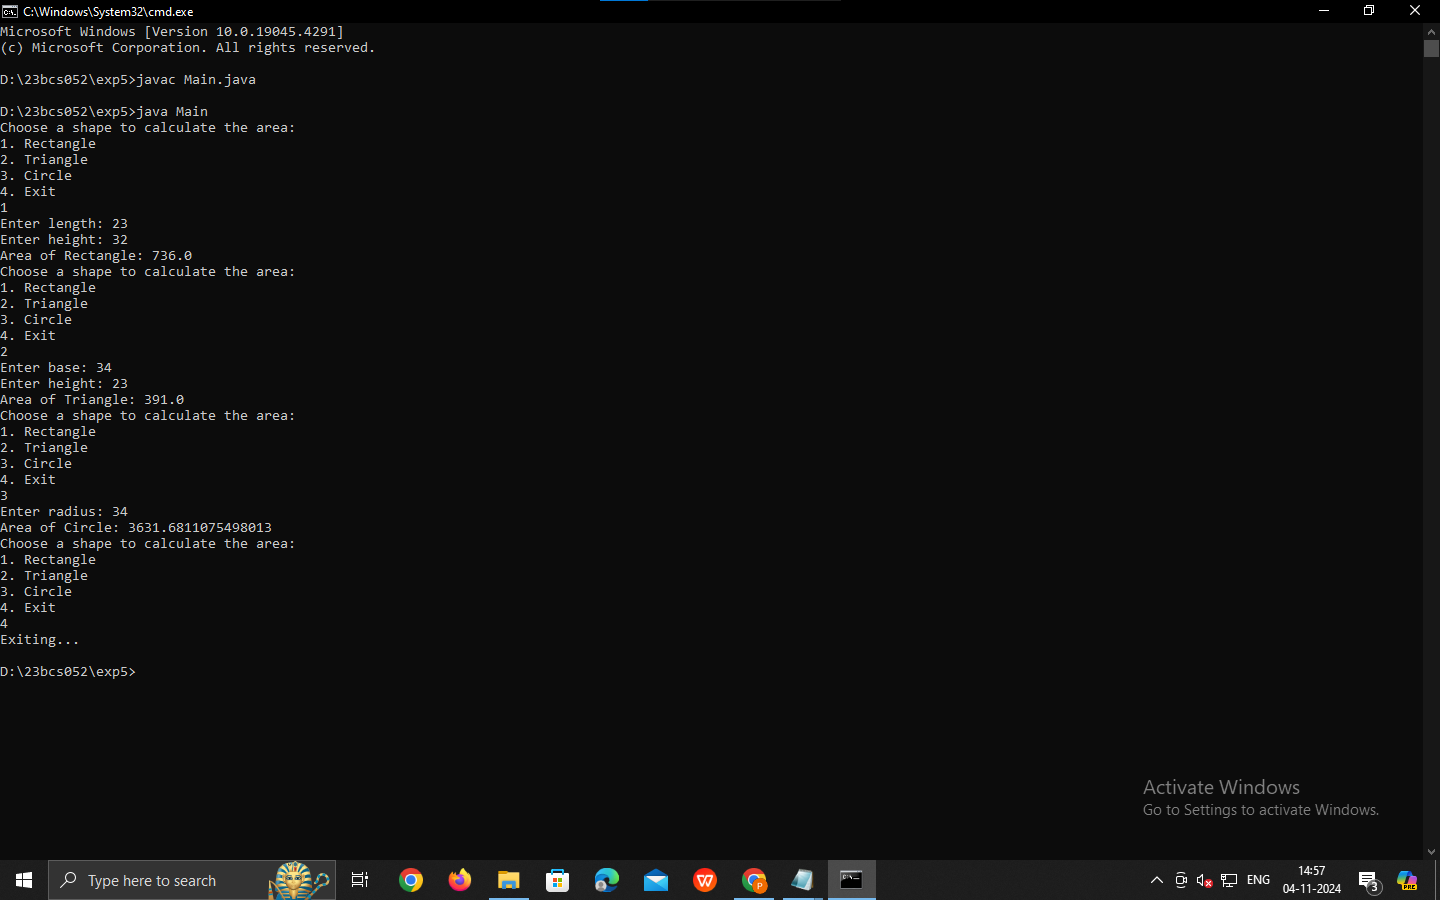 C:\Windows\System32\cmd.exe
Microsoft Windows [Version 10.0.19045.4291]
(c) Microsoft Corporation. All rights reserved.
D:\23bcs052\exp5>javac Main.java
D:\23bcs052\exp5>java Main
Choose a shape to calculate the area:
1. Rectangle
2. Triangle
3. Circle
4. Exit
1
Enter length: 23
Enter height: 32
Area of Rectangle: 736.0
Choose a shape to calculate the area:
1. Rectangle
2. Triangle
3. Circle
4. Exit
2
Enter base: 34
Enter height: 23
Area of Triangle: 391.0
Choose a shape to calculate the area:
1. Rectangle
2. Triangle
3. Circle
4. Exit
3
Enter radius: 34
Area of Circle: 3631.6811075498013
Choose a shape to calculate the area:
1. Rectangle
2. Triangle
3. Circle
4. Exit
4
Exiting...
D:\23bcs052\exp5>
Activate Windows
Go to Settings to activate Windows.
Type here to search
W
P
ENG
14:57
04-11-2024
3
PRE